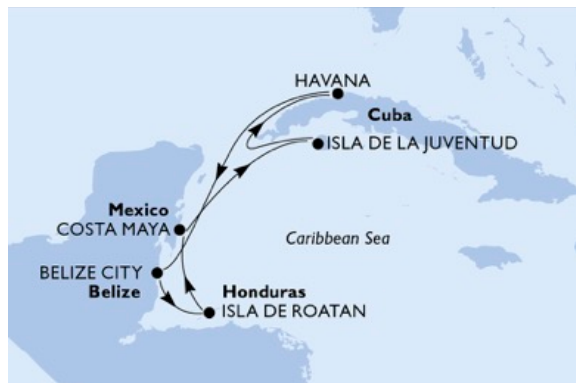 HAVANA
Cuba
ISLA DE LA JUVENTUD
Mexico
COSTA MAYA
Caribbean Sea
BELIZE CITY
Belize
Honduras
ISLA DE ROATAN